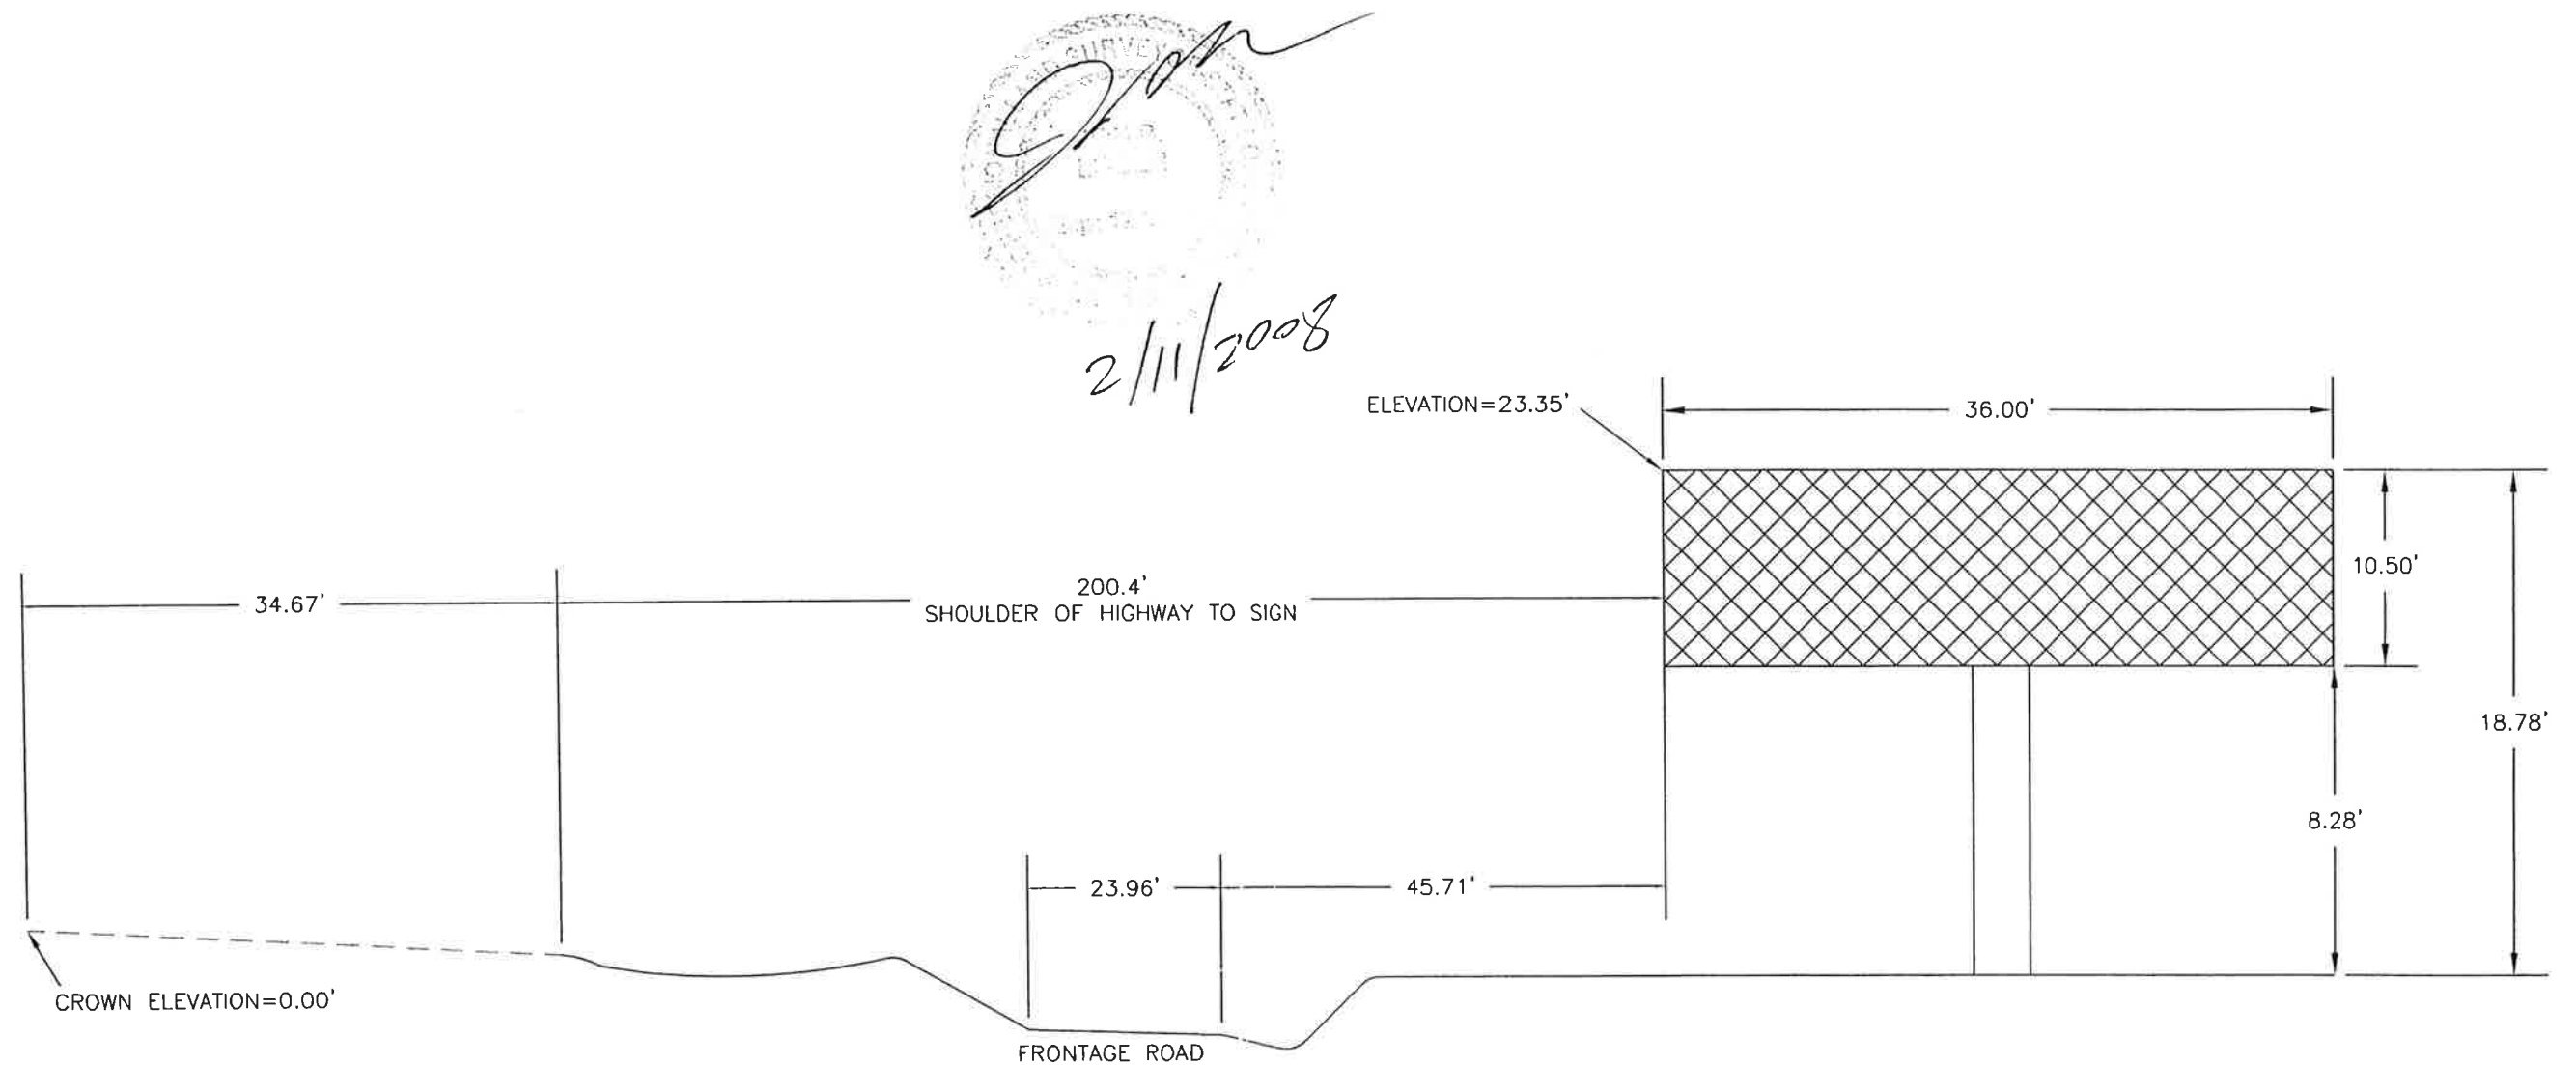 SURVEY
2/11/2008
ELEVATION=23.35'
36.00'
10.50'
34.67'
200.4'
SHOULDER OF HIGHWAY TO SIGN
18.78'
8.28'
23.96'
45.71'
CROWN ELEVATION=0.00'
FRONTAGE ROAD